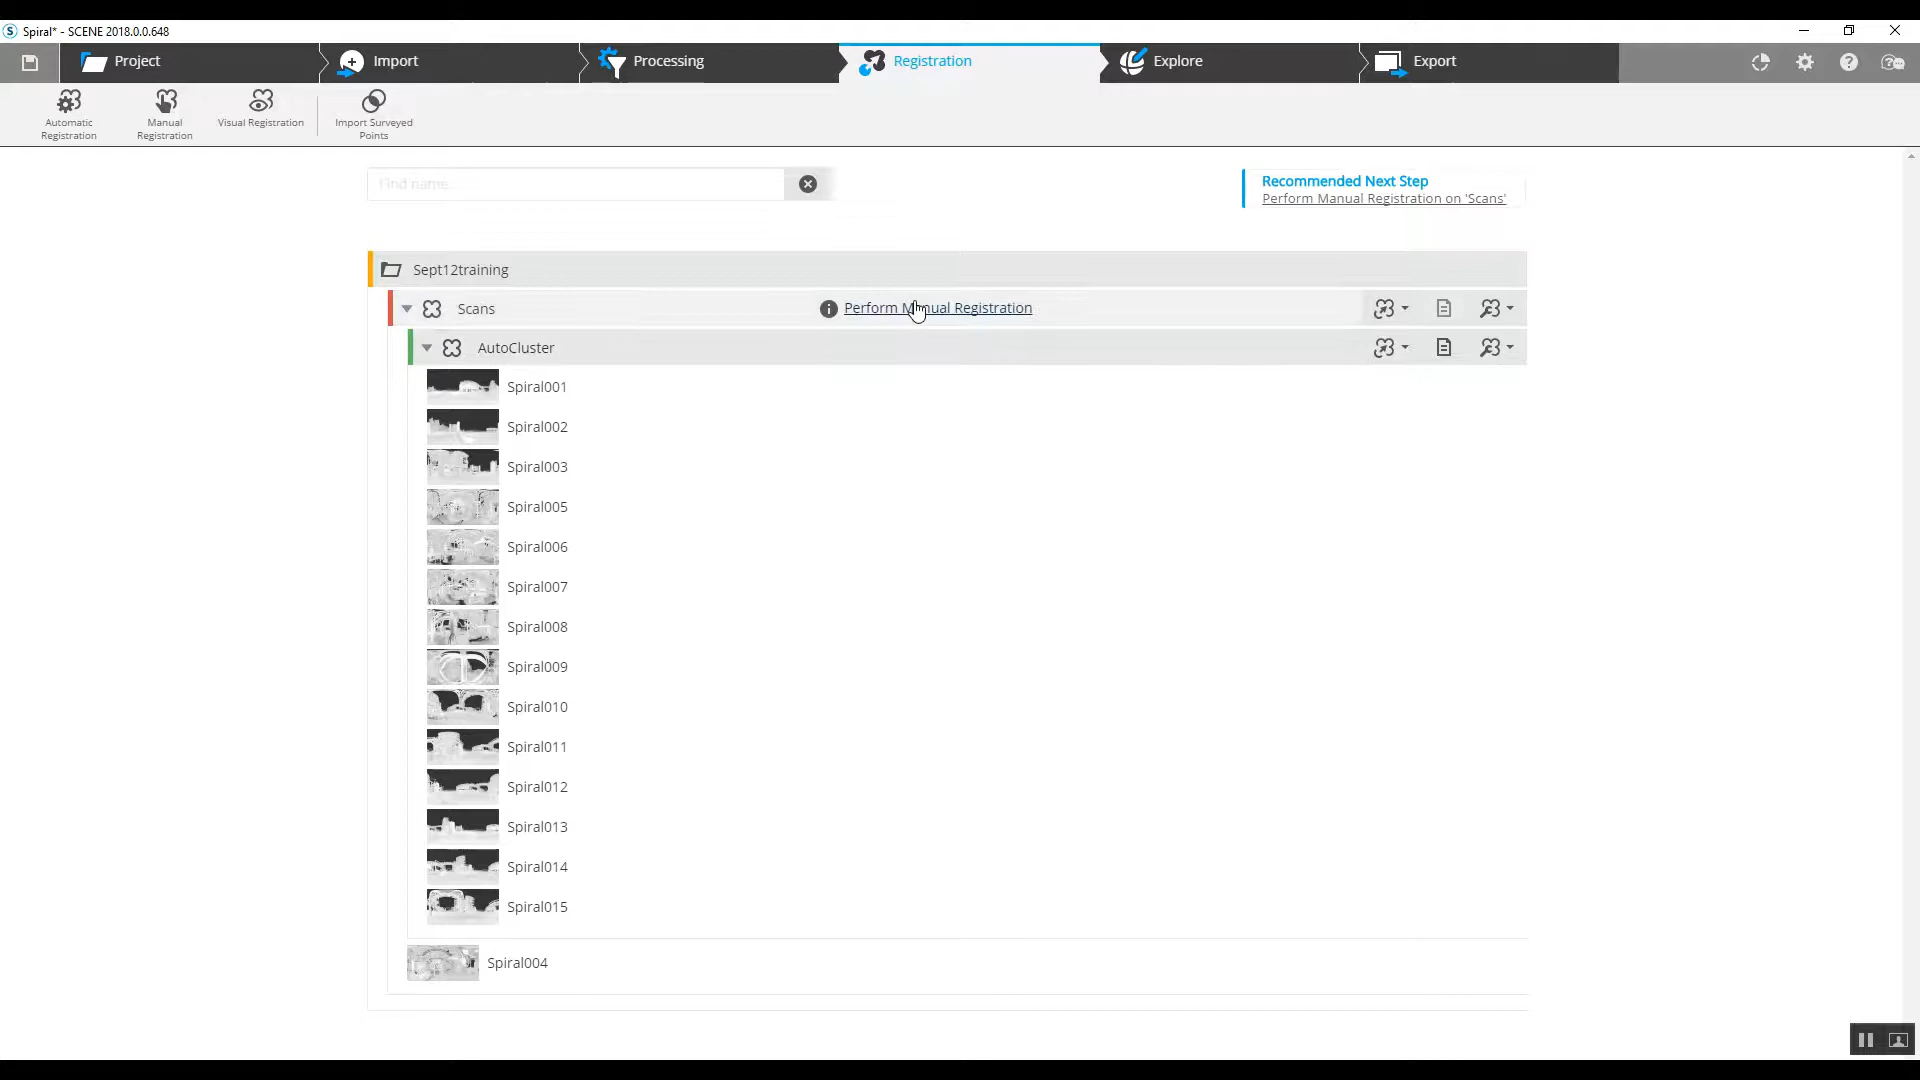 Spiral* - SCENE 2018.0.0.648
Project
Import
Processing
Registration
Explore
Export
Automatic
Registration
Manual
Registration
Visual Registration
Import Surveyed
Points
Find name...
Recommended Next Step
Perform Manual Registration on 'Scans'
Sept12training
Scans
Perform Manual Registration
AutoCluster
Spiral001
Spiral002
Spiral003
Spiral005
Spiral006
Spiral007
Spiral008
Spiral009
Spiral010
Spiral011
Spiral012
Spiral013
Spiral014
Spiral015
Spiral004